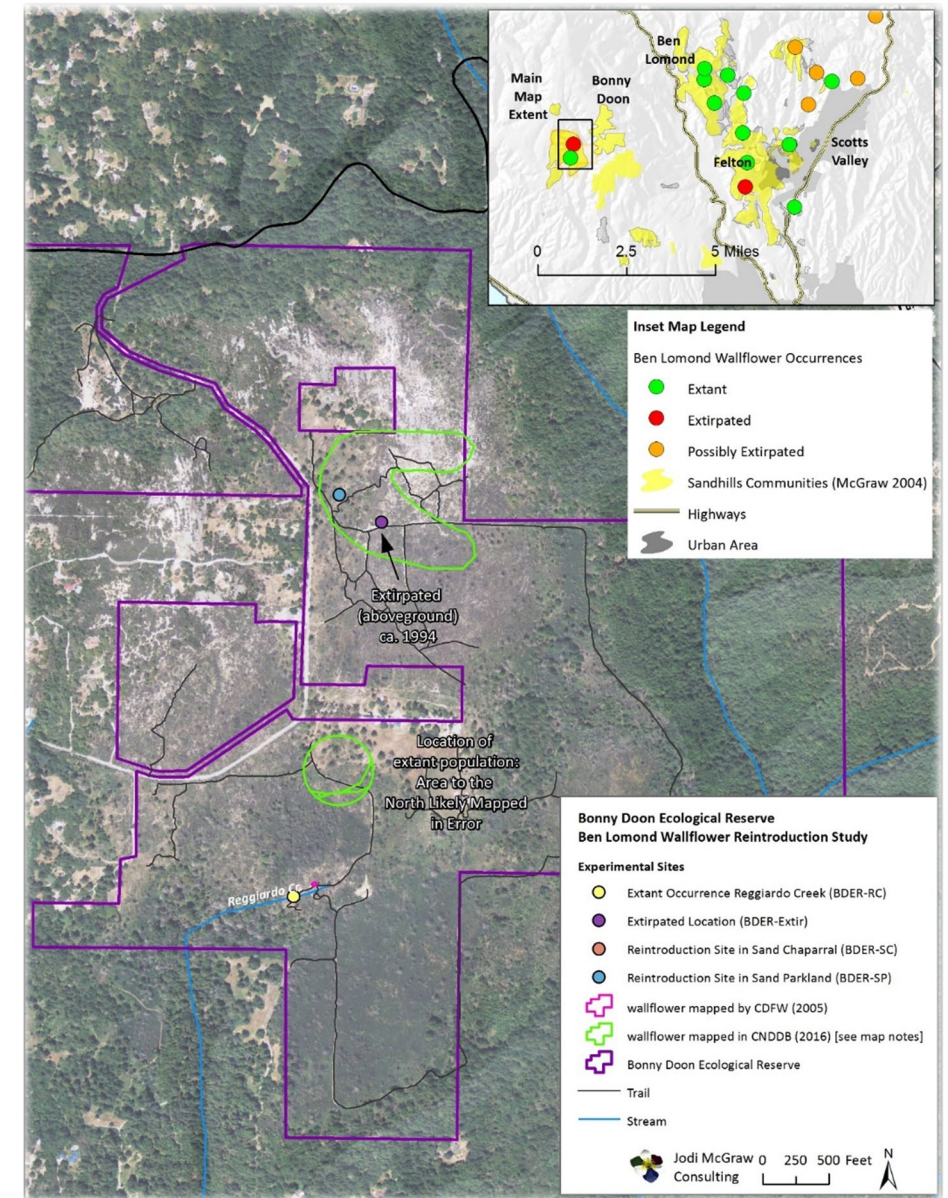 Ben
Lomond
Main
Map
Extent
Bonny
Doon
Scotts
Valley
Felton
0 2.5 5 Miles
Inset Map Legend
Ben Lomond Wallflower Occurrences
Extant
Extirpated
Possibly Extirpated
Sandhills Communities (McGraw 2004)
Highways
Urban Area
Extirpated
(aboveground)
ca. 1994
Location of
extant population:
Area to the
North Likely Mapped
in Error
Reggiardo Cr.
Bonny Doon Ecological Reserve
Ben Lomond Wallflower Reintroduction Study
Experimental Sites
Extant Occurrence Reggiardo Creek (BDER-RC)
Extirpated Location (BDER-Extir)
Reintroduction Site in Sand Chaparral (BDER-SC)
Reintroduction Site in Sand Parkland (BDER-SP)
wallflower mapped by CDFW (2005)
wallflower mapped in CNDDB (2016) [see map notes]
Bonny Doon Ecological Reserve
Trail
Stream
Jodi McGraw
Consulting
0 250 500 Feet
N